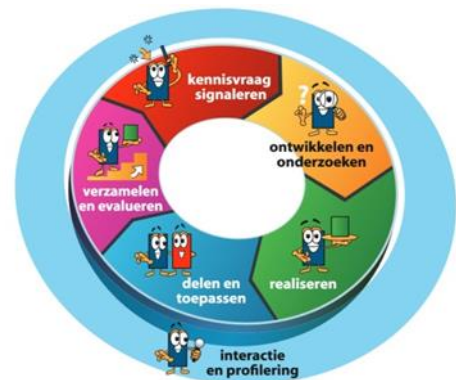 kennisvraag
signaleren
?
ontwikkelen en
onderzoeken
realiseren
delen en
toepassen
verzamelen
en evalueren
interactie
en profilering